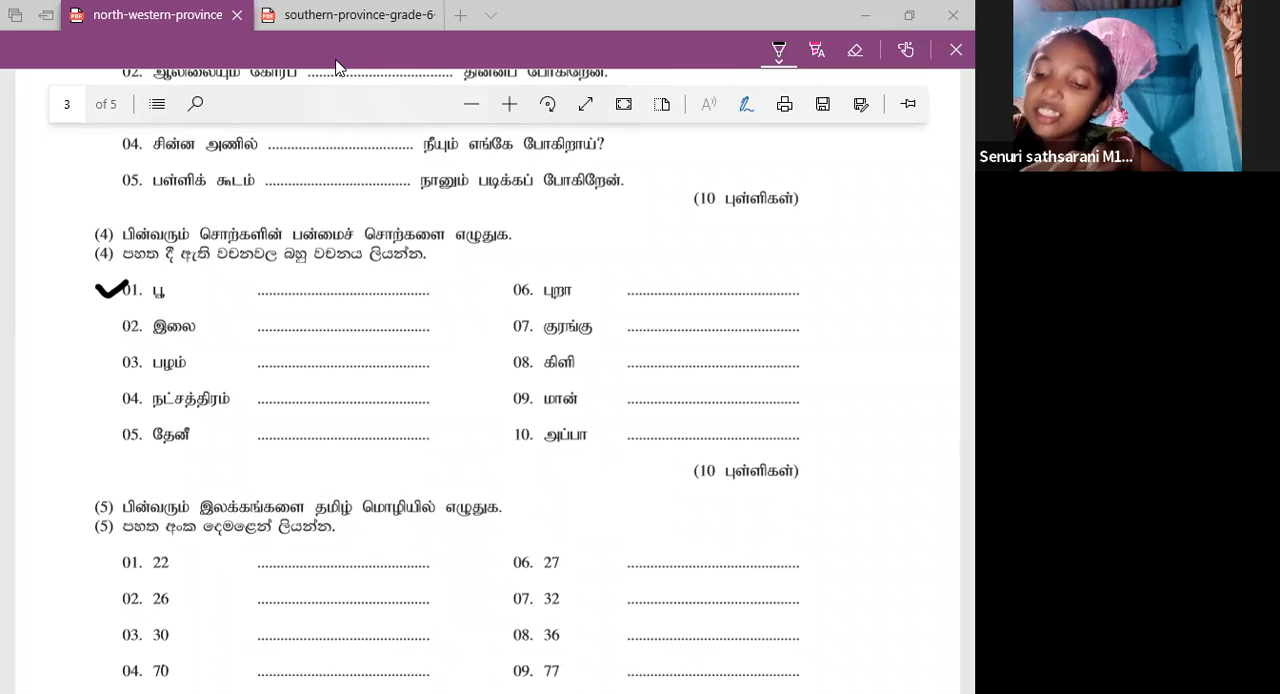 north-western-province
southern-province-grade-6-
02. ஆலிலையும் கோர்ப் ................................ தின்னப் போகிறேன்.
3 of 5
04. சின்ன அணில் ................................ நீயும் எங்கே போகிறாய்?
05. பள்ளிக் கூடம் ................................ நானும் படிக்கப் போகிறேன்.
(10 புள்ளிகள்)
(4) பின்வரும் சொற்களின் பன்மைச் சொற்களை எழுதுக.
(4) පහත දී ඇති වචනවල බහු වචනය ලියන්න.
01. பூ ...................................... 06. புறா ......................................
02. இலை ...................................... 07. குரங்கு ......................................
03. பழம் ...................................... 08. கிளி ......................................
04. நட்சத்திரம் ...................................... 09. மான் ......................................
05. தேனீ ...................................... 10. அப்பா ......................................
(10 புள்ளிகள்)
(5) பின்வரும் இலக்கங்களை தமிழ் மொழியில் எழுதுக.
(5) පහත අංක දෙමළෙන් ලියන්න.
01. 22 ...................................... 06. 27 ......................................
02. 26 ...................................... 07. 32 ......................................
03. 30 ...................................... 08. 36 ......................................
04. 70 ...................................... 09. 77 ......................................
Senuri sathsarani M1...